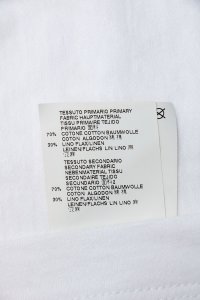 TESSUTO PRIMARIO PRIMARY
FABRIC HAUPTMATERIAL
TISSU PRIMAIRE TEJIDO
PRIMARIO
70% COTONE COTTON BAUMWOLLE
COTON ALGODON
30% LINO FLAX/LINEN
LEINEN/FLACHS LIN LINO
TESSUTO SECONDARIO
SECONDARY FABRIC
NEBENMATERIAL TISSU
SECONDAIRE TEJIDO
SECUNDARIO
70% COTONE COTTON BAUMWOLLE
COTON ALGODON
30% LINO FLAX/LINEN
LEINEN/FLACHS LIN LINO